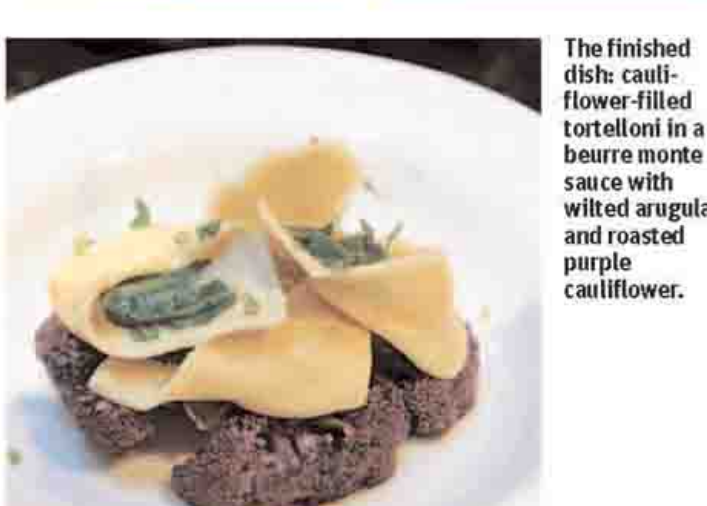 The finished
dish: cauli-
flower-filled
tortelloni in a
beurre monte
sauce with
wilted arugula
and roasted
purple
cauliflower.